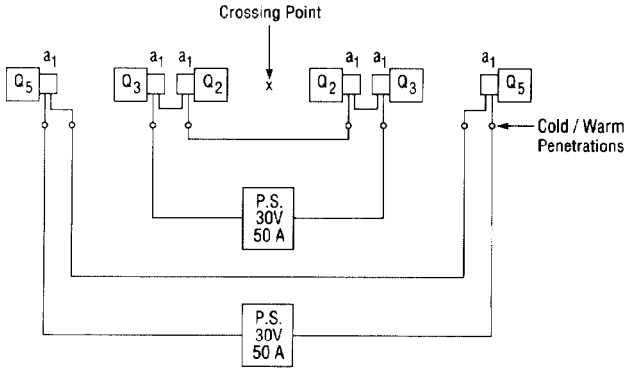 Crossing Point
a1 a1 a1 a1 a1 a1
Q5 Q3 Q2 x Q2 Q3 Q5
Cold / Warm
Penetrations
P.S.
30V
50 A
P.S.
30V
50 A